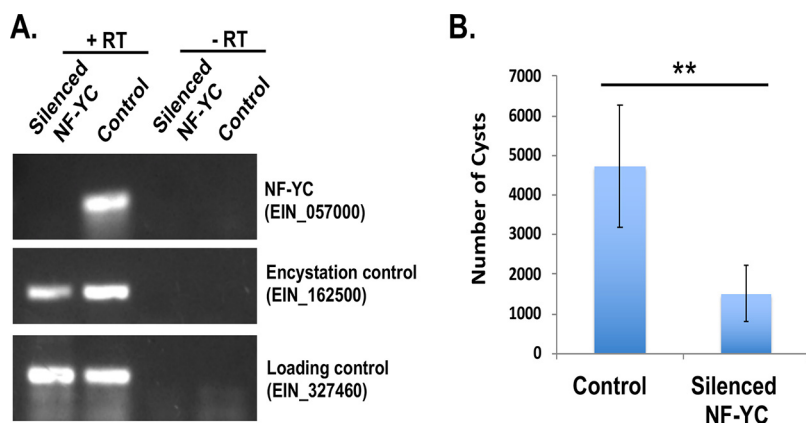 A.
+ RT
- RT
Silenced
NF-YC
Control
Silenced
NF-YC
Control
NF-YC
(EIN_057000)
Encystation control
(EIN_162500)
Loading control
(EIN_327460)
B.
**
Number of Cysts
7000
6000
5000
4000
3000
2000
1000
0
Control
Silenced
NF-YC